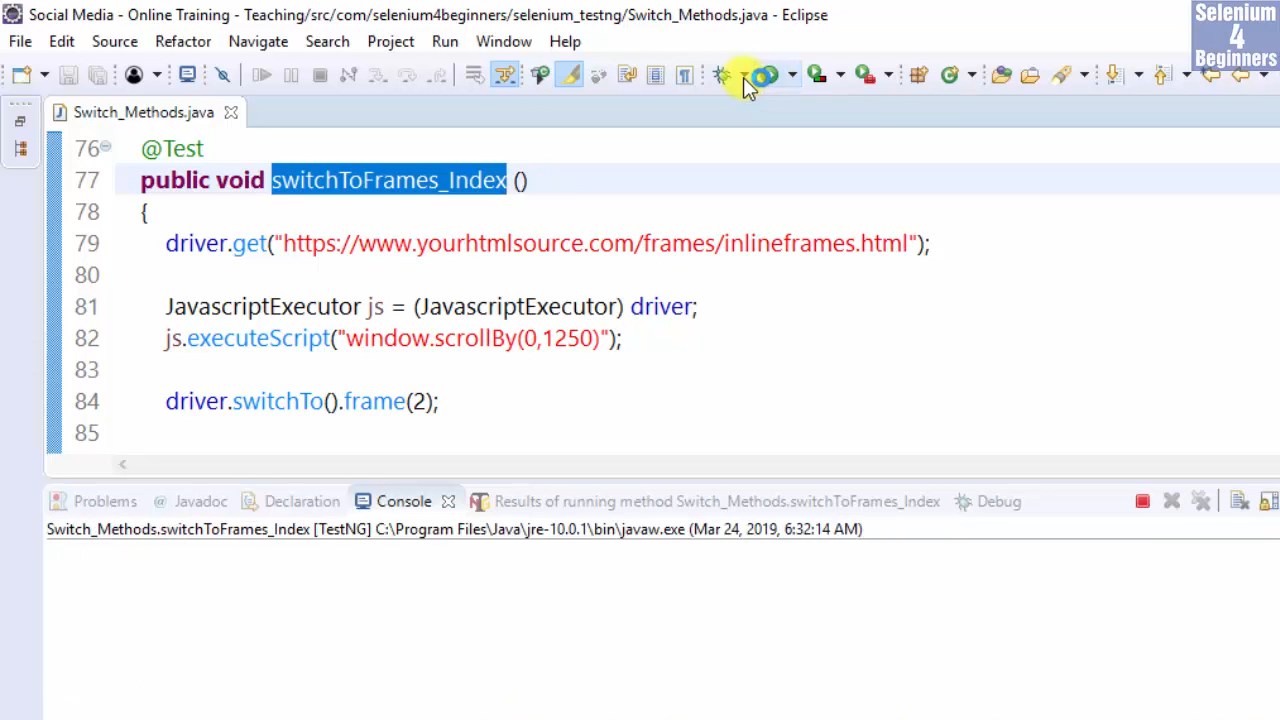 Social Media - Online Training - Teaching/src/com/selenium4beginners/selenium_testng/Switch_Methods.java - Eclipse
Selenium
4
Beginners
File Edit Source Refactor Navigate Search Project Run Window Help
Switch_Methods.java
76 @Test
77 public void switchToFrames_Index ()
78 {
79 driver.get("https://www.yourhtmlsource.com/frames/inlineframes.html");
80
81 JavascriptExecutor js = (JavascriptExecutor) driver;
82 js.executeScript("window.scrollBy(0,1250)");
83
84 driver.switchTo().frame(2);
85
Problems @ Javadoc Declaration Console Results of running method Switch_Methods.switchToFrames_Index Debug
Switch_Methods.switchToFrames_Index [TestNG] C:\Program Files\Java\jre-10.0.1\bin\javaw.exe (Mar 24, 2019, 6:32:14 AM)